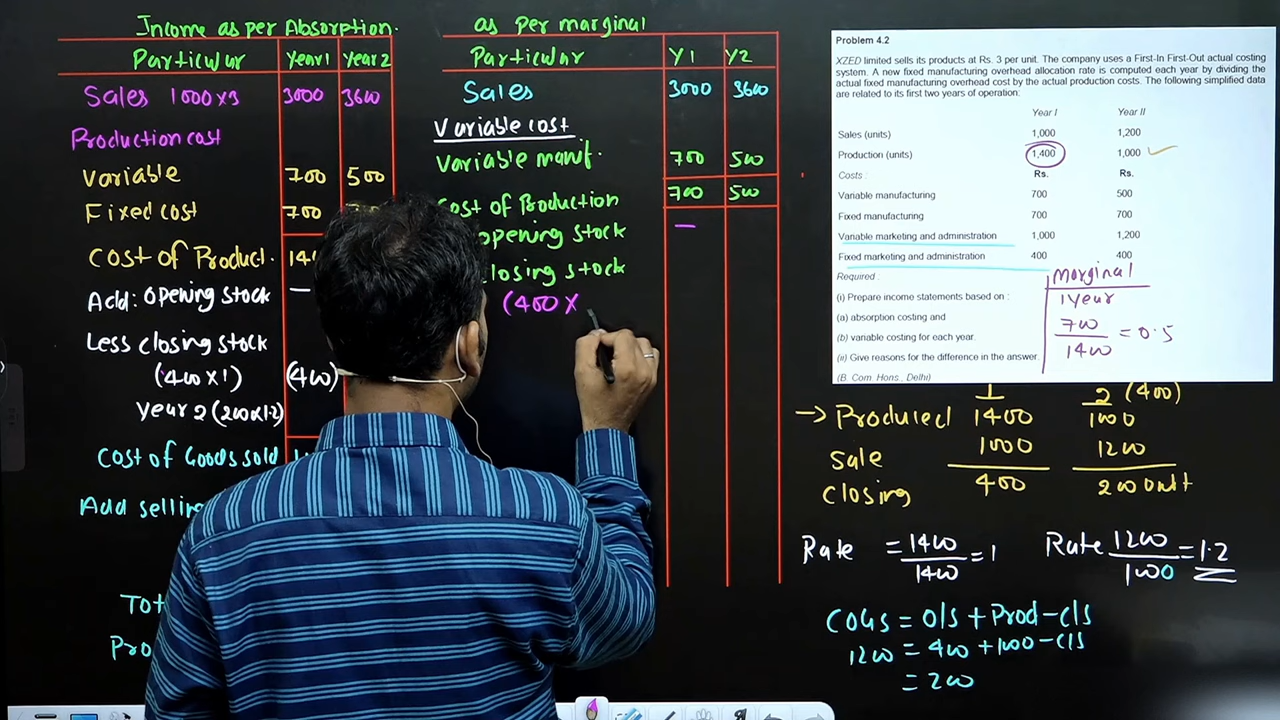 Income as per Absorption.
Particular Year1 Year2
Sales 1000×3 3000 3600
Production cost
Variable 700 500
Fixed cost 700
Cost of Product.
Add: Opening stock —
Less closing stock
(400×1) (400)
Year 2 (200×1.2)
Cost of Goods sold
as per marginal
Particular Y1 Y2
Sales 3000 3600
Variable cost
Variable manf. 700 500
Cost of Production 700 500
opening stock —
closing stock
(400×
Problem 4.2
XZED limited sells its products at Rs. 3 per unit. The company uses a First-In First-Out actual costing
system. A new fixed manufacturing overhead allocation rate is computed each year by dividing the
actual fixed manufacturing overhead cost by the actual production costs. The following simplified data
are related to its first two years of operation:
Year I Year II
Sales (units) 1,000 1,200
Production (units) 1,400 1,000
Costs : Rs. Rs.
Variable manufacturing 700 500
Fixed manufacturing 700 700
Variable marketing and administration 1,000 1,200
Fixed marketing and administration 400 400
Required :
(i) Prepare income statements based on :
(a) absorption costing and
(b) variable costing for each year.
(ii) Give reasons for the difference in the answer.
(B. Com. Hons., Delhi)
marginal
1 year
700
1400 = 0.5
1 2 (400)
→ Produced 1400 1000
Sale 1000 1200
Closing 400 200 unit
Rate = 1400/1400 = 1 Rate 1200/1000 = 1.2
COGS = O/S + Prod – C/S
1200 = 400 + 1000 – C/S
= 200